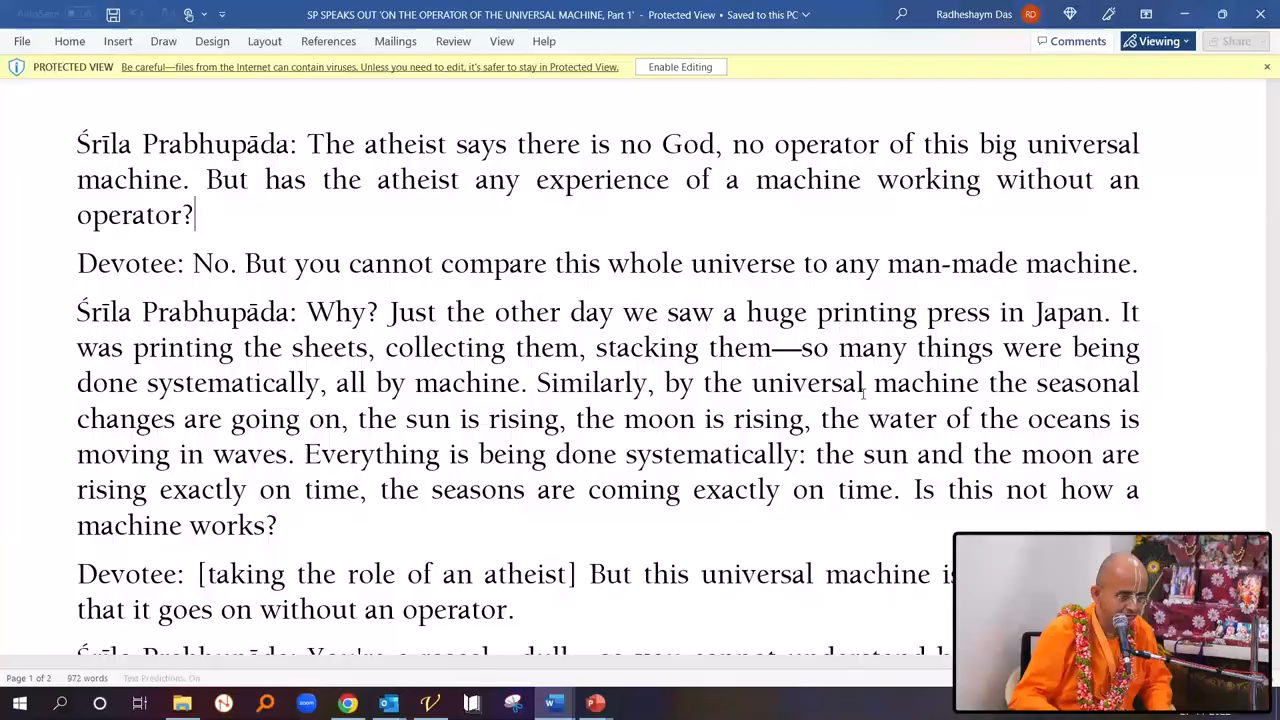 SP SPEAKS OUT 'ON THE OPERATOR OF THE UNIVERSAL MACHINE, Part 1' - Protected View • Saved to this PC
Radheshaym Das RD
File Home Insert Draw Design Layout References Mailings Review View Help Comments Viewing Share
PROTECTED VIEW Be careful—files from the Internet can contain viruses. Unless you need to edit, it's safer to stay in Protected View. Enable Editing
Śrīla Prabhupāda: The atheist says there is no God, no operator of this big universal
machine. But has the atheist any experience of a machine working without an
operator?
Devotee: No. But you cannot compare this whole universe to any man-made machine.
Śrīla Prabhupāda: Why? Just the other day we saw a huge printing press in Japan. It
was printing the sheets, collecting them, stacking them—so many things were being
done systematically, all by machine. Similarly, by the universal machine the seasonal
changes are going on, the sun is rising, the moon is rising, the water of the oceans is
moving in waves. Everything is being done systematically: the sun and the moon are
rising exactly on time, the seasons are coming exactly on time. Is this not how a
machine works?
Devotee: [taking the role of an atheist] But this universal machine
that it goes on without an operator.
Page 1 of 2 972 words Text Predictions: On